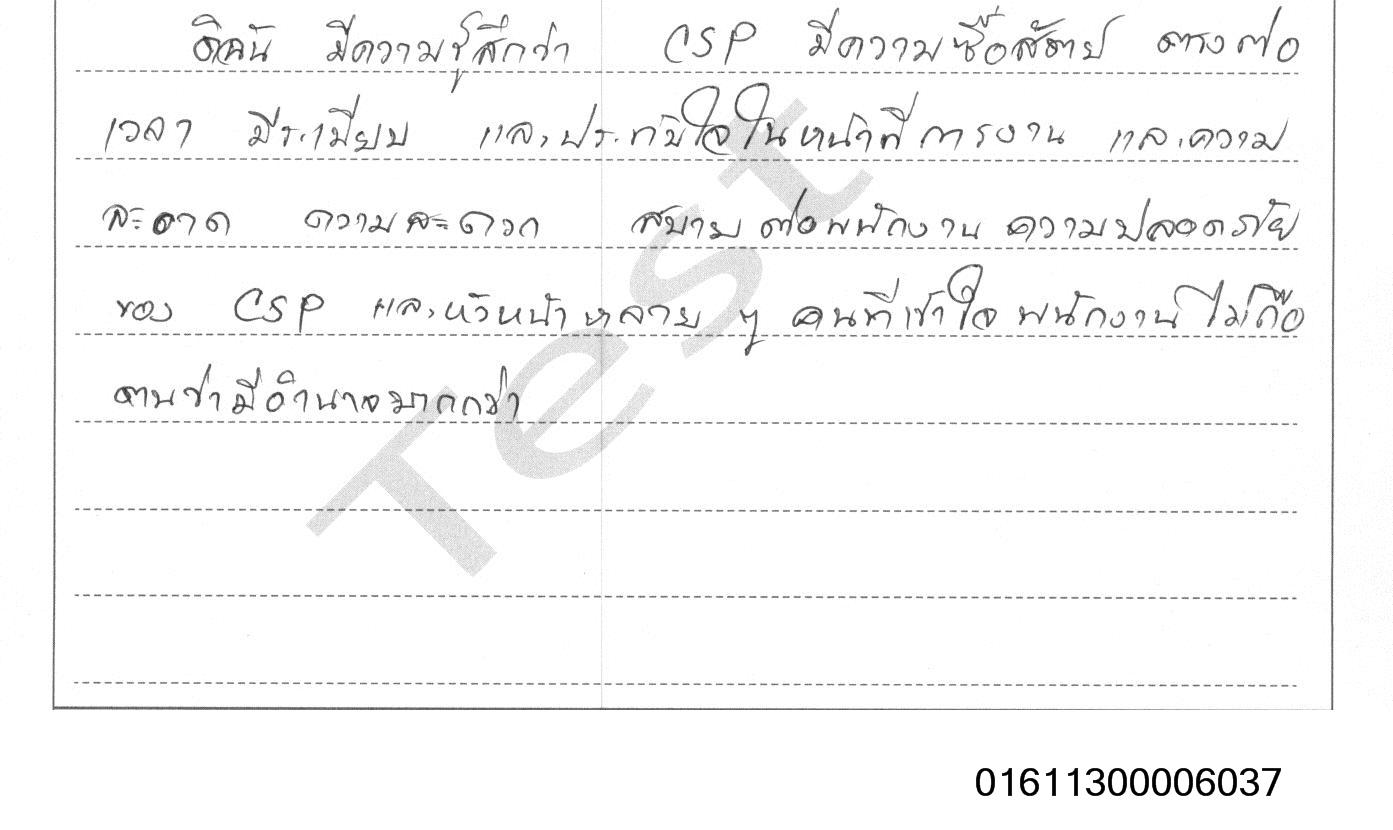 ดิฉัน มีความรู้สึกว่า CSP มีความซื่อสัตย์ ตรงต่อ
เวลา มีระเบียบ และประทับใจในหน้าที่การงาน และความ
สะอาด ความสะดวก สบาย ต่อพนักงาน ความปลอดภัย
ของ CSP และหัวหน้าหลาย ๆ คนที่เข้าใจพนักงาน ไม่ถือ
ตนว่ามีอำนาจมากกว่า
Test
01611300006037